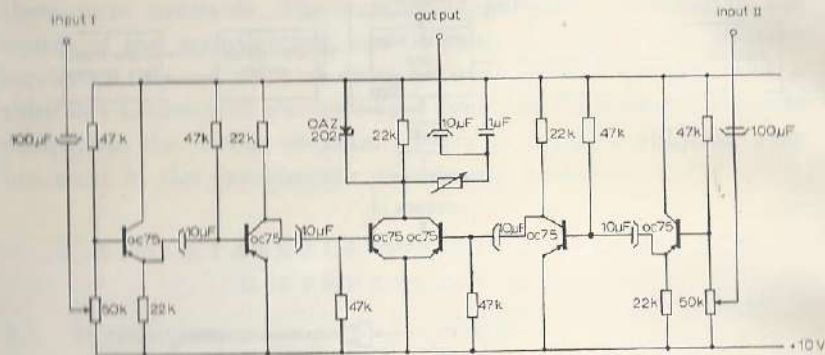 input I
output
input II
100µF
47k
47k
22k
OAZ
202
22k
10µF
1µF
22k
47k
47k
100µF
oc75
10µF
oc75
10µF
oc75
oc75
10µF
oc75
10µF
oc75
50k
22k
47k
47k
22k
50k
+10V